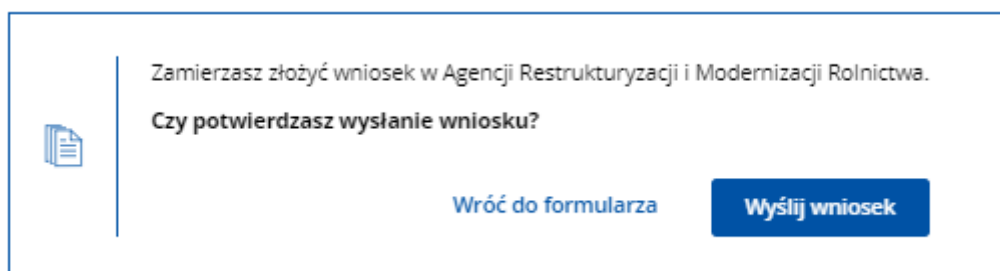 Zamierzasz złożyć wniosek w Agencji Restrukturyzacji i Modernizacji Rolnictwa.
Czy potwierdzasz wysłanie wniosku?
Wróć do formularza
Wyślij wniosek